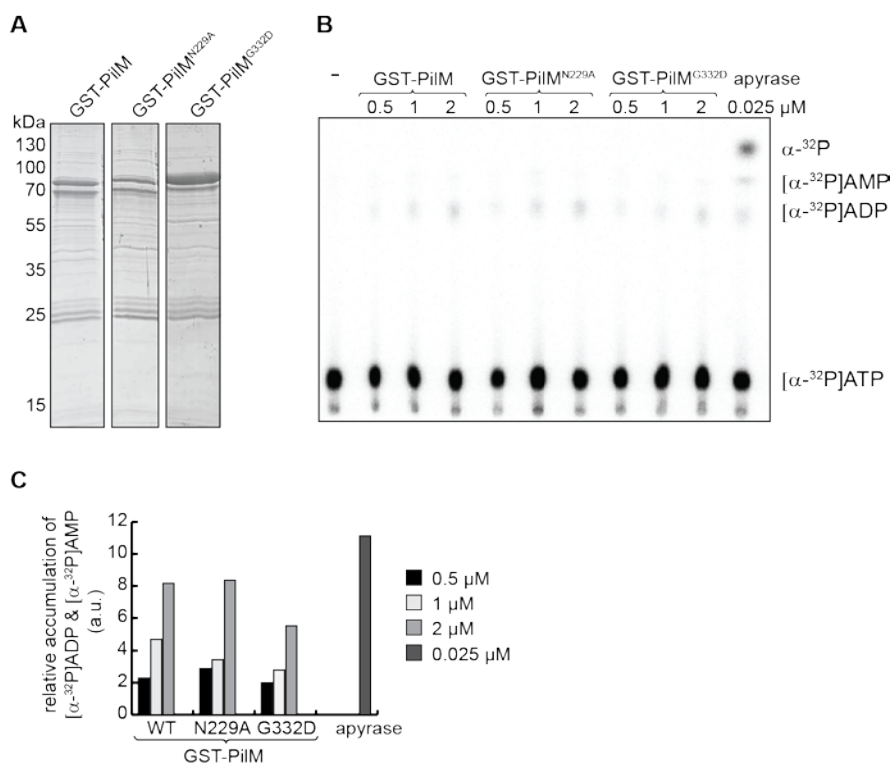 A
GST-PilM
GST-PilMN229A
GST-PilMG332D
kDa
130
100
70
55
35
25
15
B
-
GST-PilM GST-PilMN229A GST-PilMG332D apyrase
0.5 1 2 0.5 1 2 0.5 1 2 0.025 µM
α-32P
[α-32P]AMP
[α-32P]ADP
[α-32P]ATP
C
relative accumulation of
[α-32P]ADP & [α-32P]AMP
(a.u.)
12
10
8
6
4
2
0
WT N229A G332D apyrase
GST-PilM
0.5 µM
1 µM
2 µM
0.025 µM